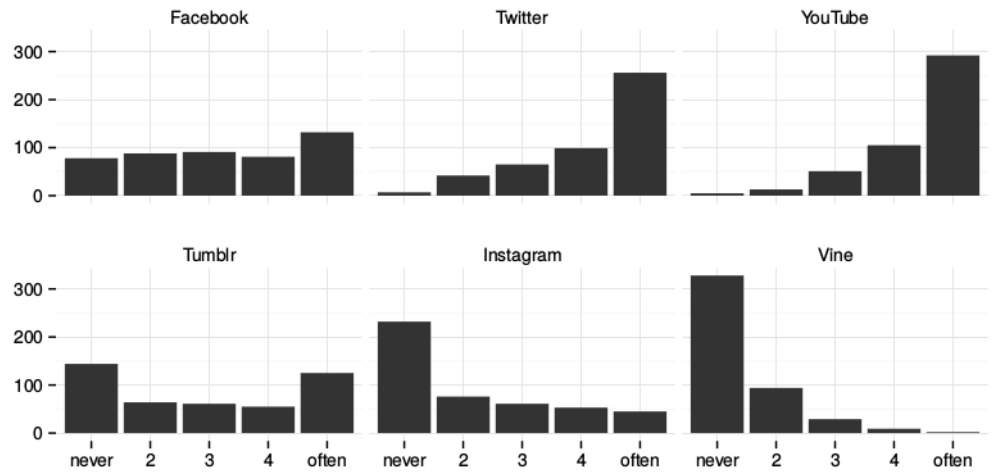 Facebook Twitter YouTube
300
200
100
0
Tumblr Instagram Vine
300
200
100
0
never 2 3 4 often never 2 3 4 often never 2 3 4 often